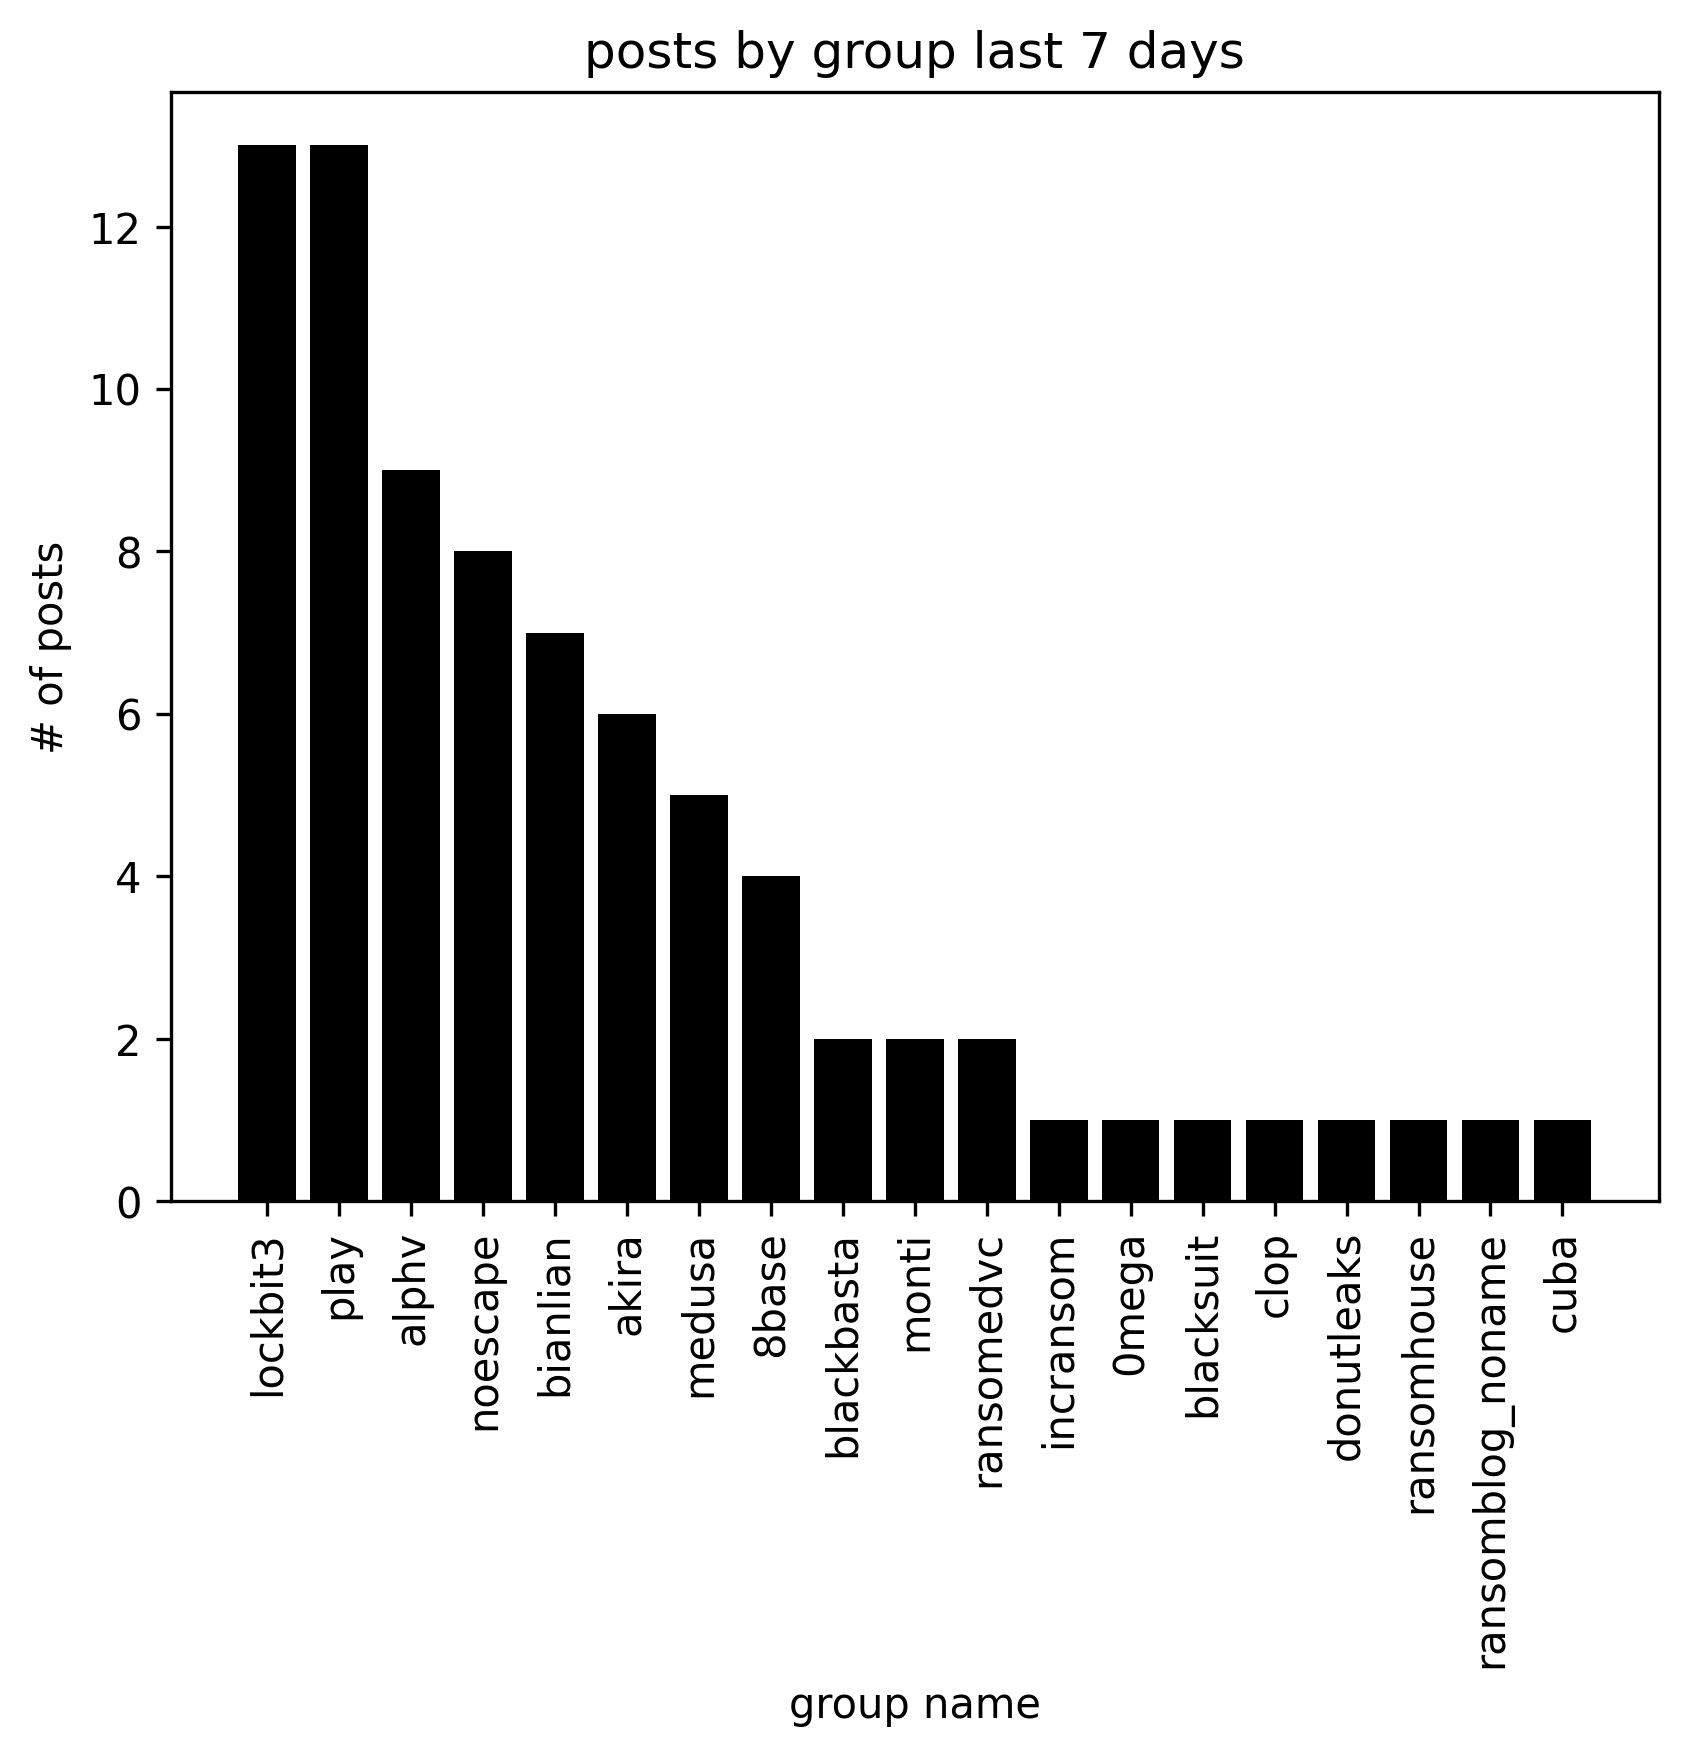 posts by group last 7 days
# of posts
12
10
8
6
4
2
0
lockbit3
play
alphv
noescape
bianlian
akira
medusa
8base
blackbasta
monti
ransomedvc
incransom
0mega
blacksuit
clop
donutleaks
ransomhouse
ransomblog_noname
cuba
group name